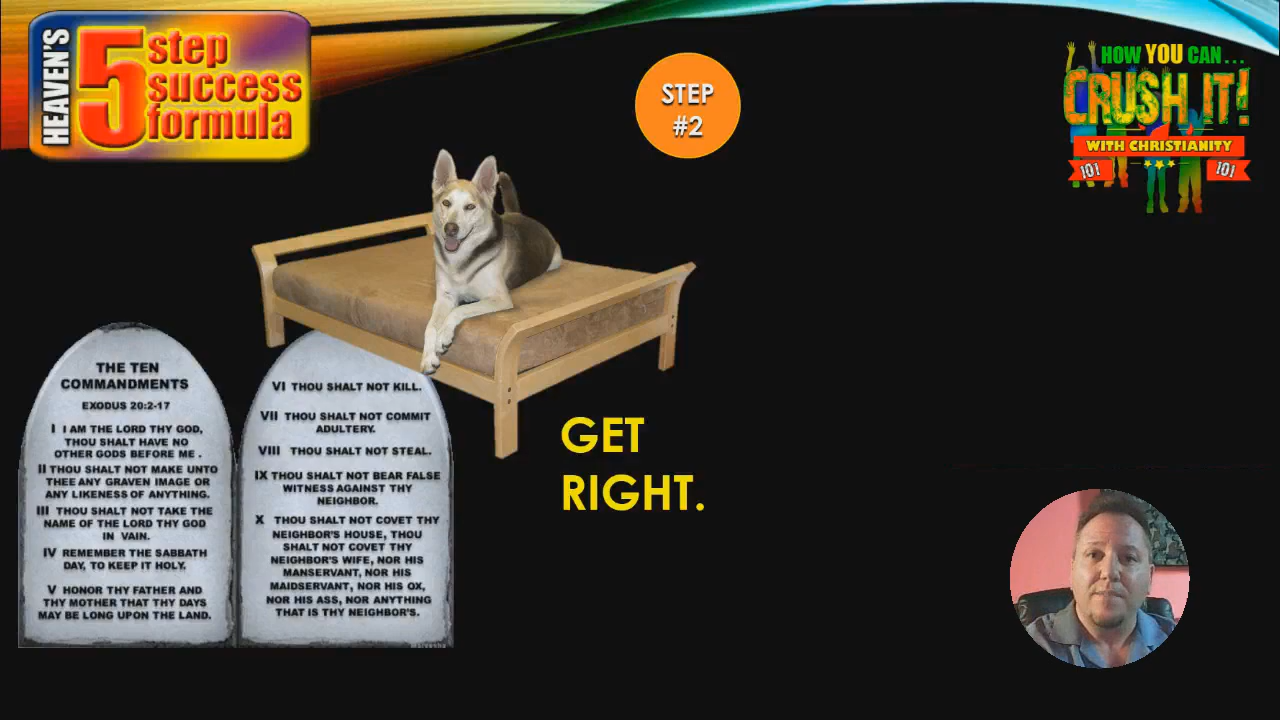 HEAVEN'S
5
step
success
formula
STEP
#2
HOW YOU CAN...
CRUSH IT!
WITH CHRISTIANITY
101
101
THE TEN
COMMANDMENTS
EXODUS 20:2-17
I I AM THE LORD THY GOD,
THOU SHALT HAVE NO
OTHER GODS BEFORE ME .
II THOU SHALT NOT MAKE UNTO
THEE ANY GRAVEN IMAGE OR
ANY LIKENESS OF ANYTHING.
III THOU SHALT NOT TAKE THE
NAME OF THE LORD THY GOD
IN VAIN.
IV REMEMBER THE SABBATH
DAY, TO KEEP IT HOLY.
V HONOR THY FATHER AND
THY MOTHER THAT THY DAYS
MAY BE LONG UPON THE LAND.
VI THOU SHALT NOT KILL.
VII THOU SHALT NOT COMMIT
ADULTERY.
VIII THOU SHALT NOT STEAL.
IX THOU SHALT NOT BEAR FALSE
WITNESS AGAINST THY
NEIGHBOR.
X THOU SHALT NOT COVET THY
NEIGHBOR'S HOUSE, THOU
SHALT NOT COVET THY
NEIGHBOR'S WIFE, NOR HIS
MANSERVANT, NOR HIS
MAIDSERVANT, NOR HIS OX,
NOR HIS ASS, NOR ANYTHING
THAT IS THY NEIGHBOR'S.
GET
RIGHT.